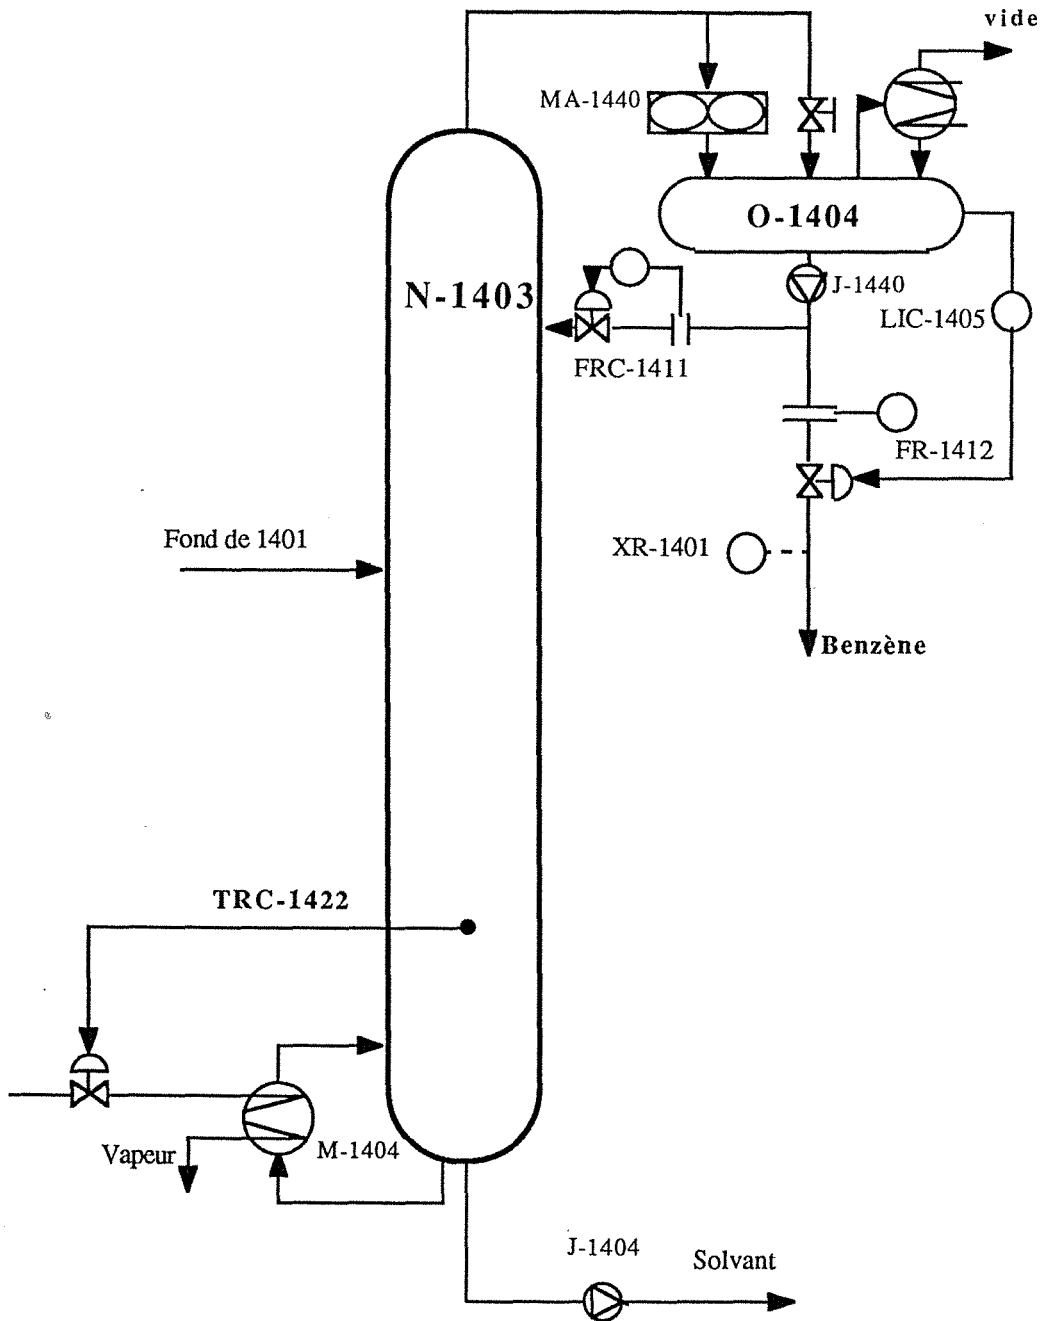 vide
MA-1440
O-1404
J-1440
N-1403
LIC-1405
FRC-1411
FR-1412
Fond de 1401
XR-1401
Benzène
TRC-1422
Vapeur
M-1404
J-1404
Solvant